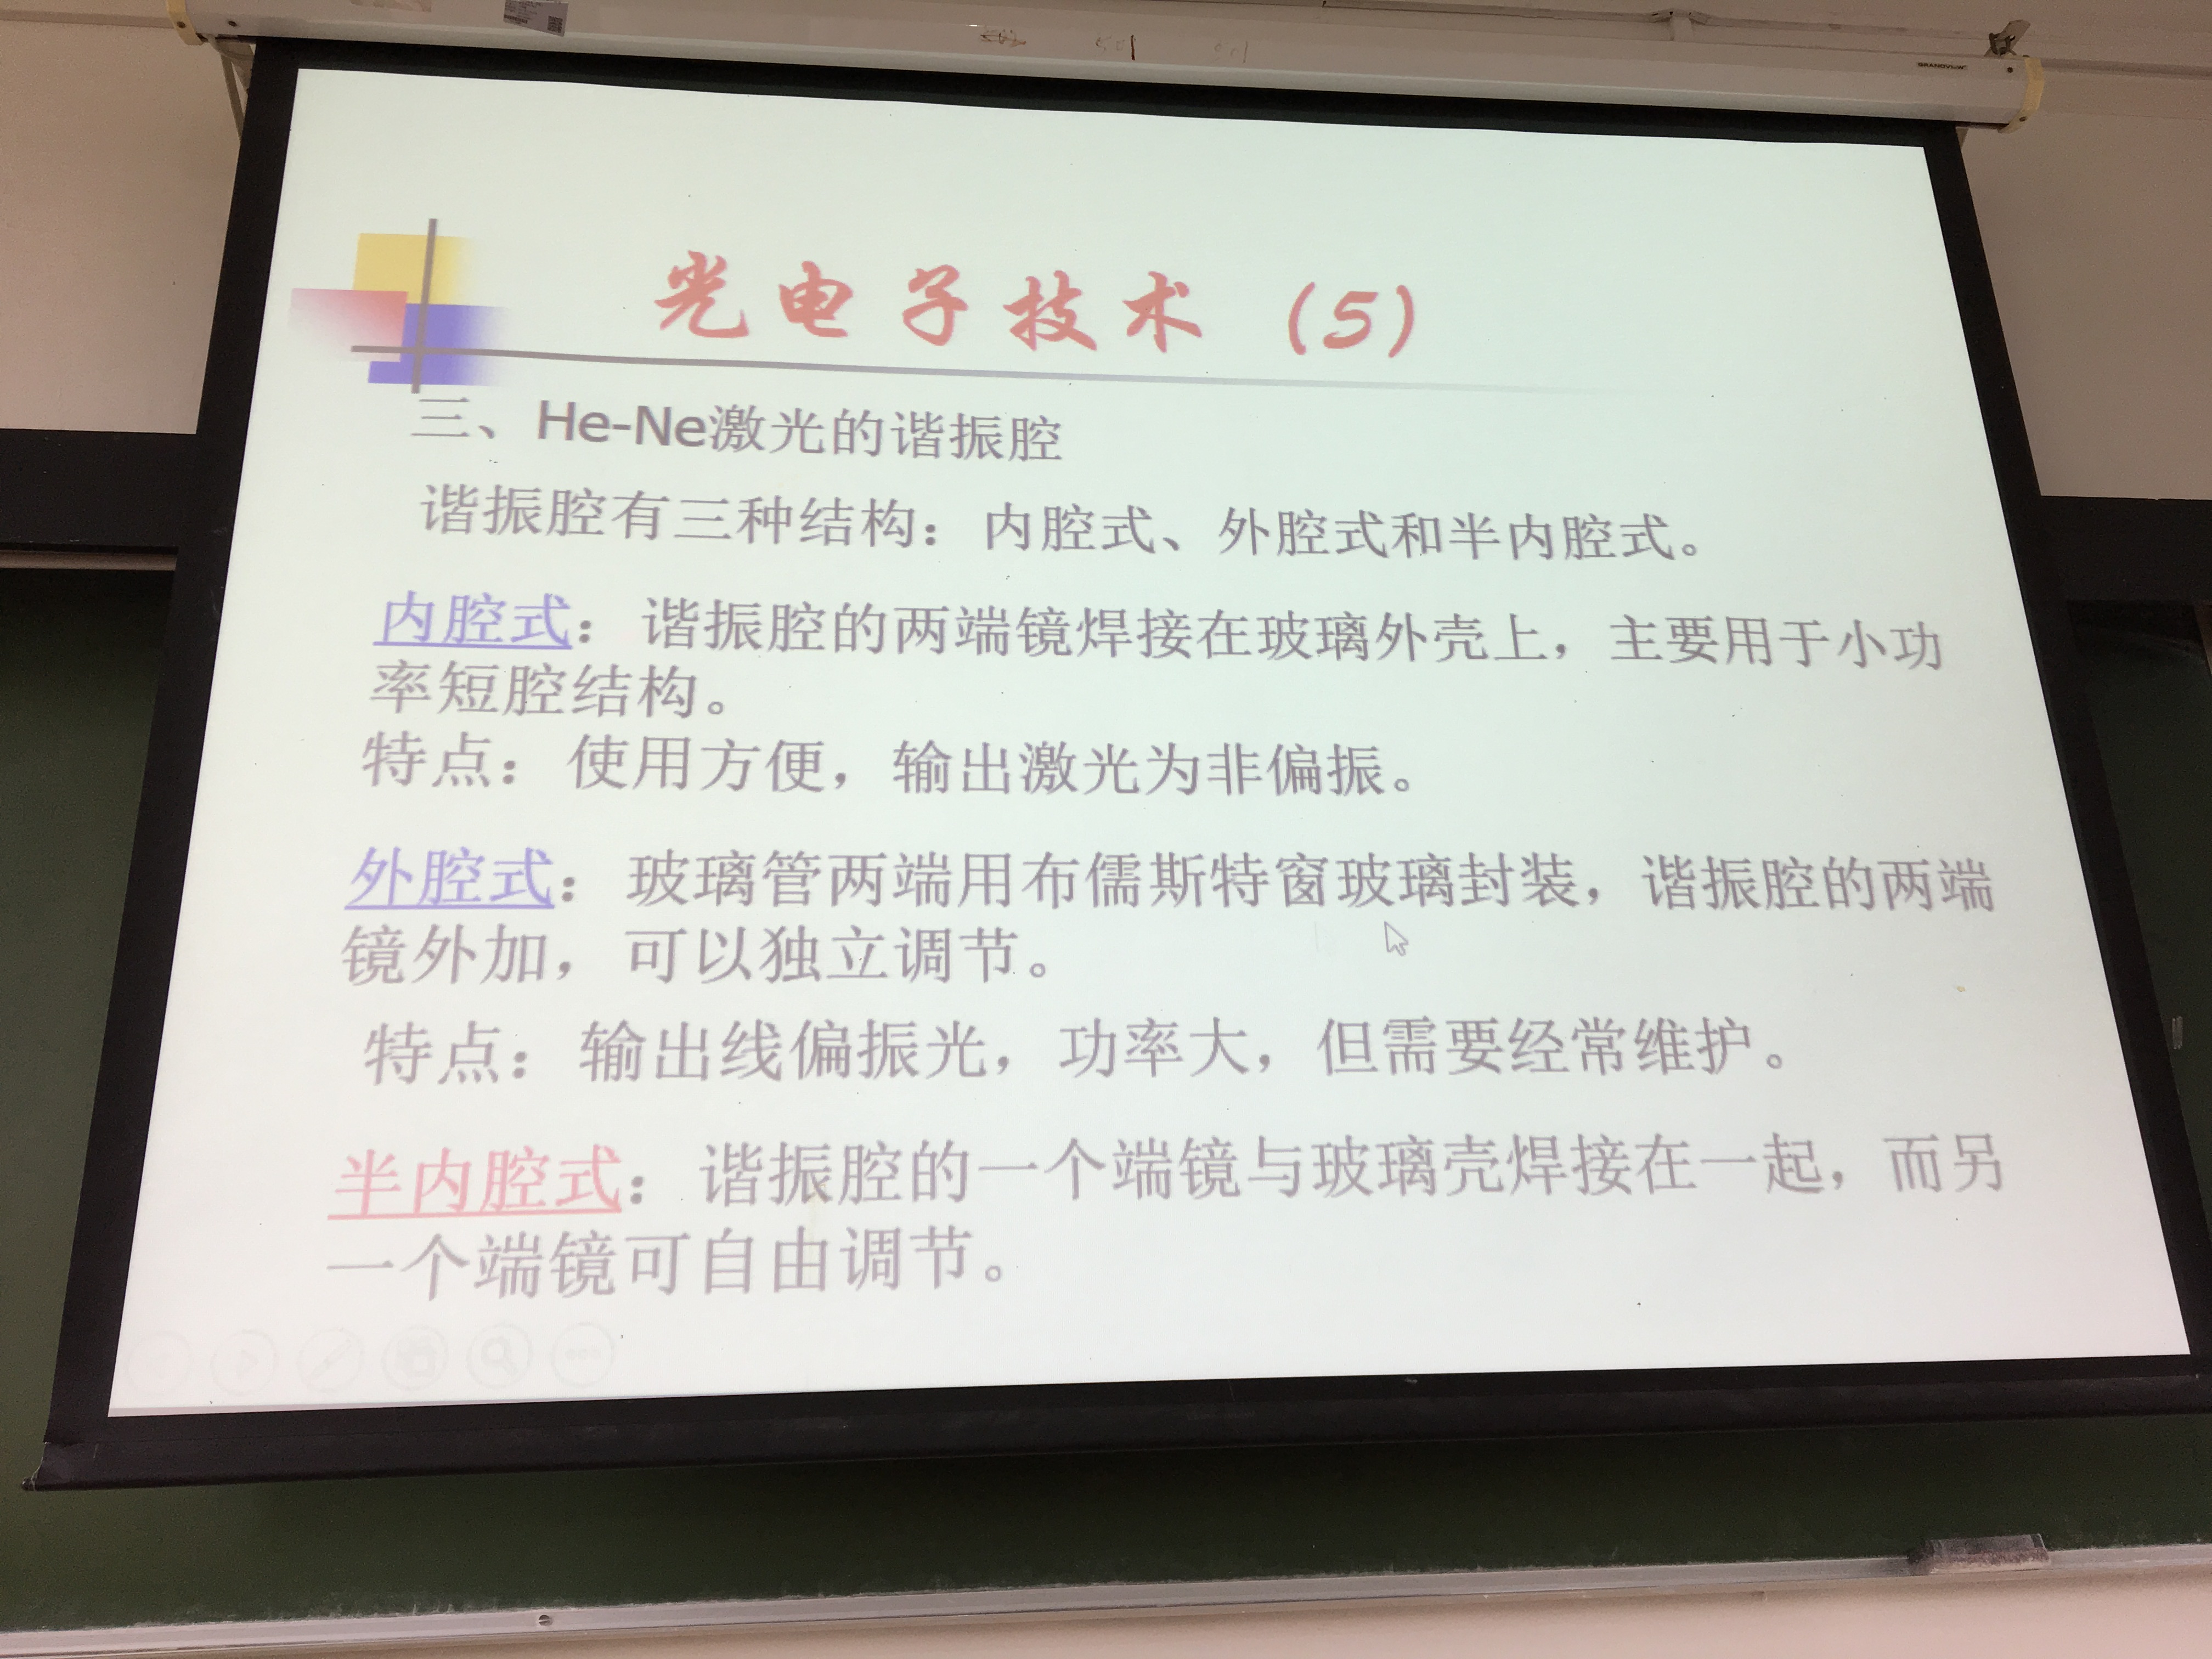 GRANDVIEW
光电子技术（5）
三、He-Ne激光的谐振腔
谐振腔有三种结构：内腔式、外腔式和半内腔式。
内腔式：谐振腔的两端镜焊接在玻璃外壳上，主要用于小功
率短腔结构。
特点：使用方便，输出激光为非偏振。
外腔式：玻璃管两端用布儒斯特窗玻璃封装，谐振腔的两端
镜外加，可以独立调节。
特点：输出线偏振光，功率大，但需要经常维护。
半内腔式：谐振腔的一个端镜与玻璃壳焊接在一起，而另
一个端镜可自由调节。